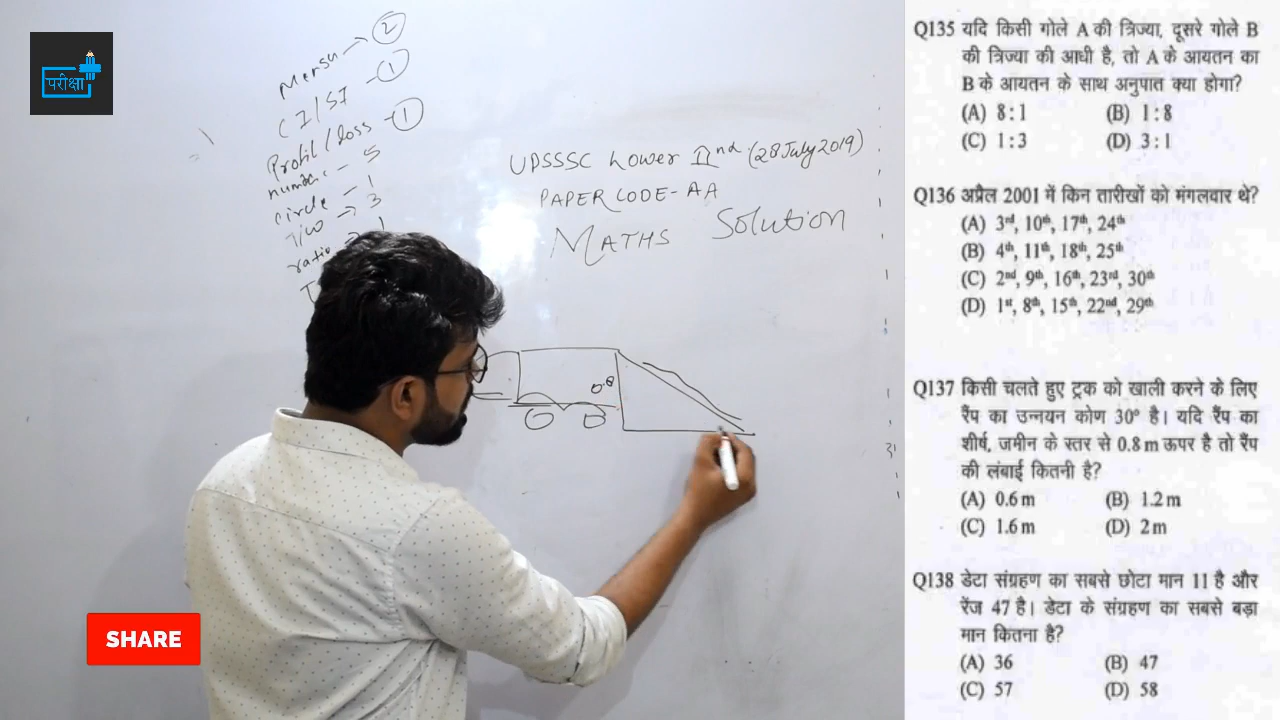 परीक्षा
Mensu → 2
CI/SI - 1
Profit/loss - 1
numeric - 5
circle - 1
T/W → 3
ratio → 1
UPSSSC Lower IInd (28 July 2019)
PAPER CODE - AA
MATHS Solution
0.8
SHARE
Q135 यदि किसी गोले A की त्रिज्या, दूसरे गोले B
की त्रिज्या की आधी है, तो A के आयतन का
B के आयतन के साथ अनुपात क्या होगा?
(A) 8 : 1 (B) 1 : 8
(C) 1 : 3 (D) 3 : 1
Q136 अप्रैल 2001 में किन तारीखों को मंगलवार थे?
(A) 3rd, 10th, 17th, 24th
(B) 4th, 11th, 18th, 25th
(C) 2nd, 9th, 16th, 23rd, 30th
(D) 1st, 8th, 15th, 22nd, 29th
Q137 किसी चलते हुए ट्रक को खाली करने के लिए
रैंप का उन्नयन कोण 30° है। यदि रैंप का
शीर्ष, जमीन के स्तर से 0.8 m ऊपर है तो रैंप
की लंबाई कितनी है?
(A) 0.6 m (B) 1.2 m
(C) 1.6 m (D) 2 m
Q138 डेटा संग्रहण का सबसे छोटा मान 11 है और
रेंज 47 है। डेटा के संग्रहण का सबसे बड़ा
मान कितना है?
(A) 36 (B) 47
(C) 57 (D) 58